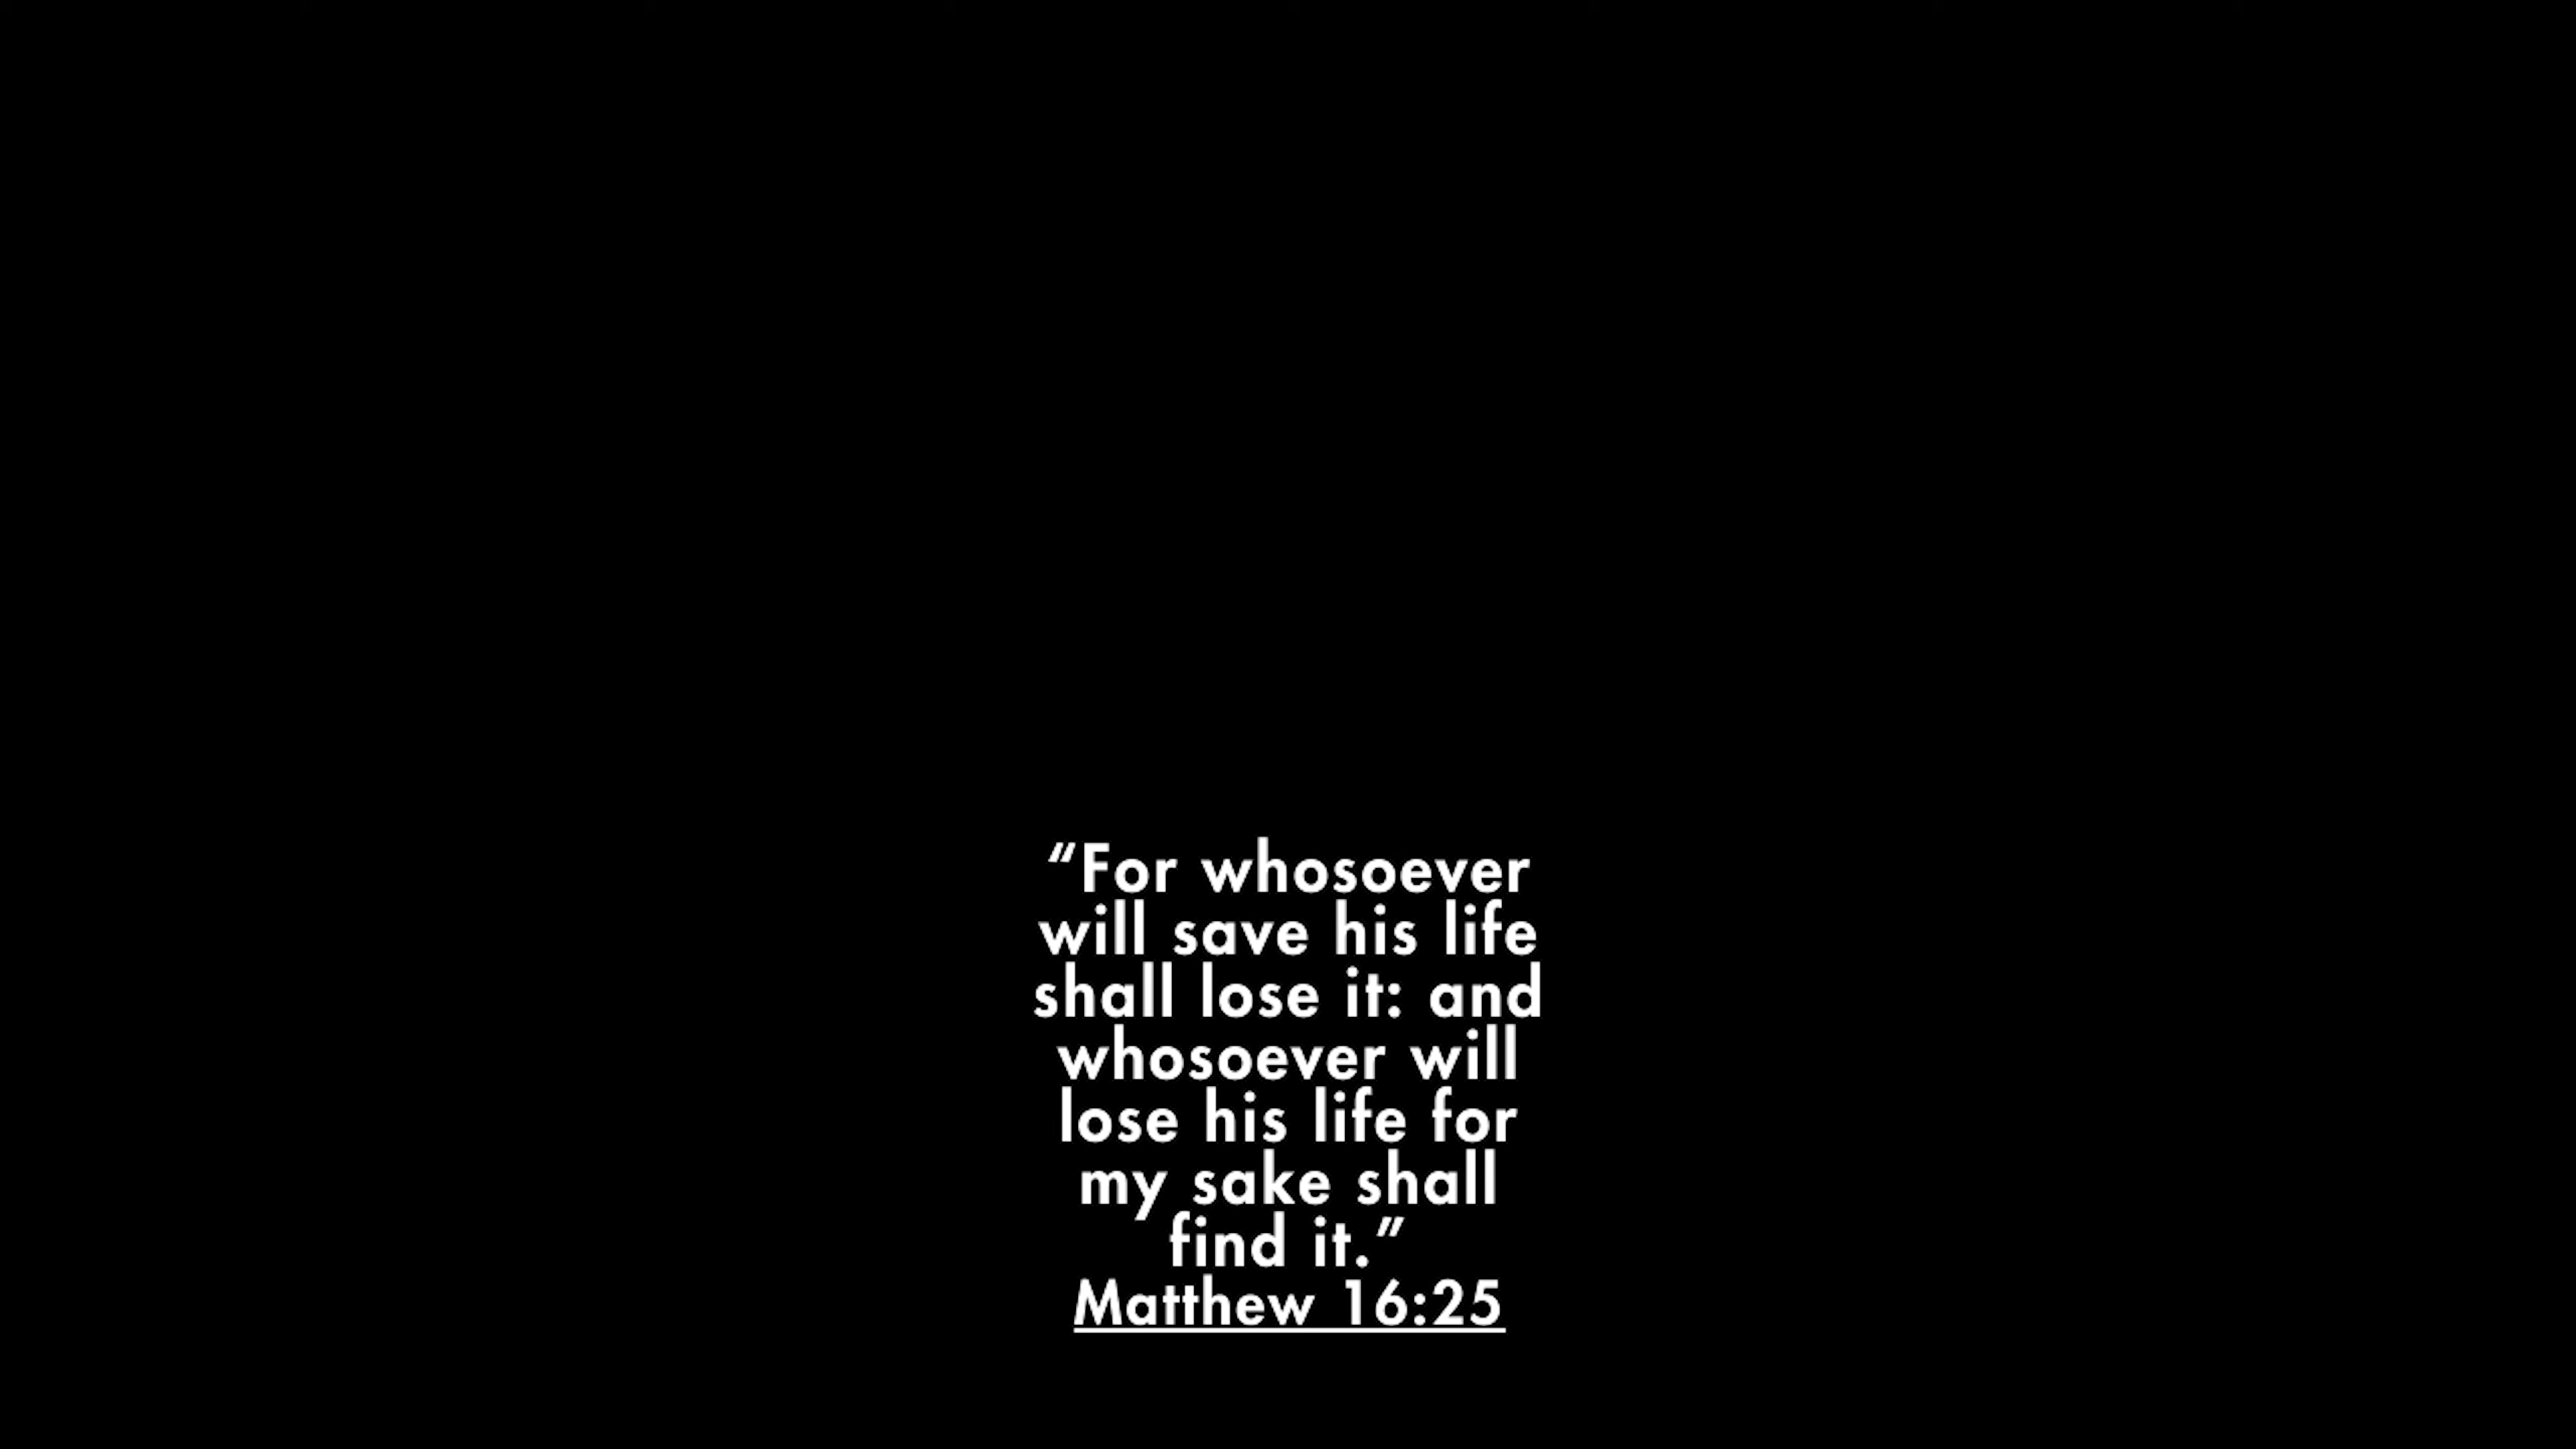 “For whosoever
will save his life
shall lose it: and
whosoever will
lose his life for
my sake shall
find it.”
Matthew 16:25